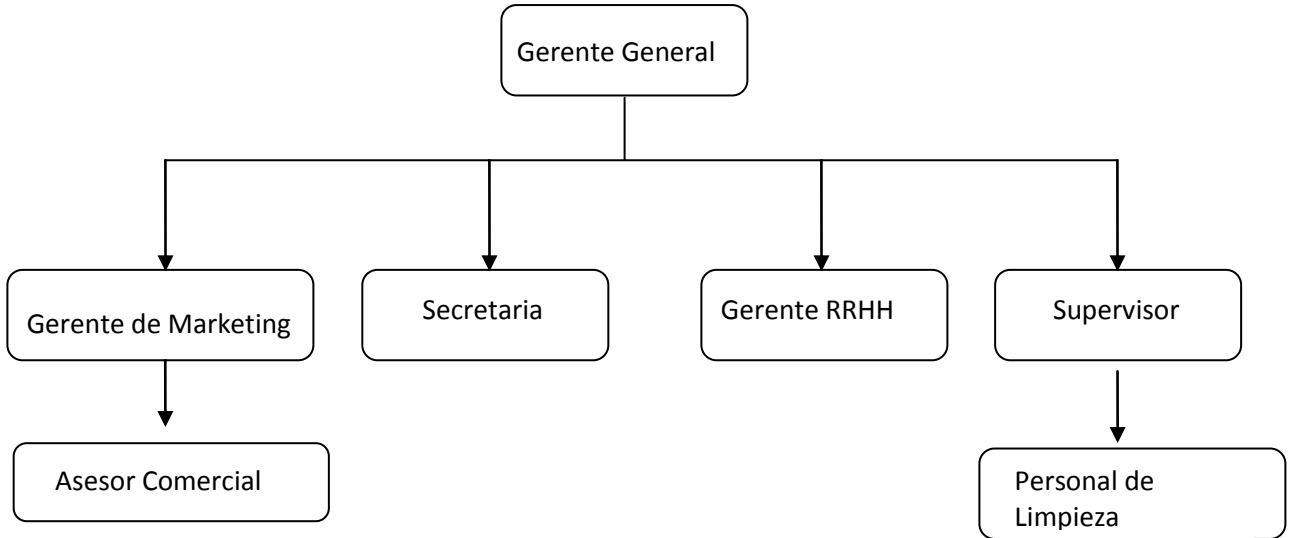 Gerente General
Gerente de Marketing
Secretaria
Gerente RRHH
Supervisor
Asesor Comercial
Personal de
Limpieza